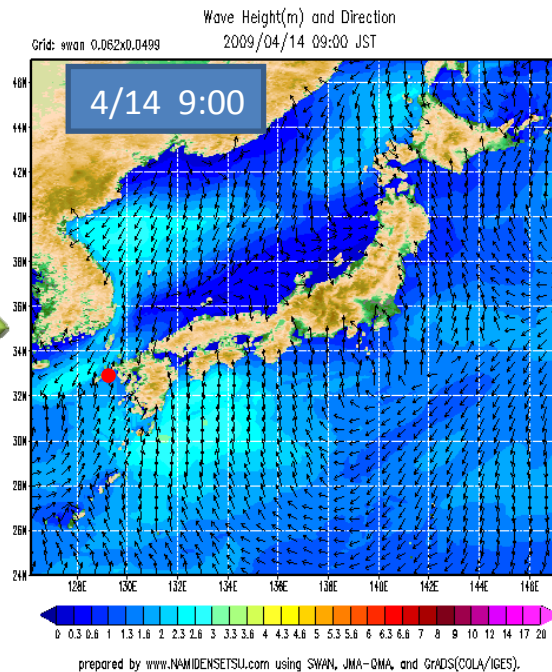 Wave Height(m) and Direction
Grid: swan 0.062x0.0499
2009/04/14 09:00 JST
4/14 9:00
46N
44N
42N
40N
38N
36N
34N
32N
30N
28N
26N
24N
128E 130E 132E 134E 136E 138E 140E 142E 144E 146E
0 0.3 0.6 1 1.3 1.6 2 2.3 2.6 3 3.3 3.6 4 4.3 4.6 5 5.3 5.6 6 6.3 6.6 7 8 9 10 12 14 17 20
prepared by www.NAMIDENSETSU.com using SWAN, JMA-GMA, and GrADS(COLA/IGES).